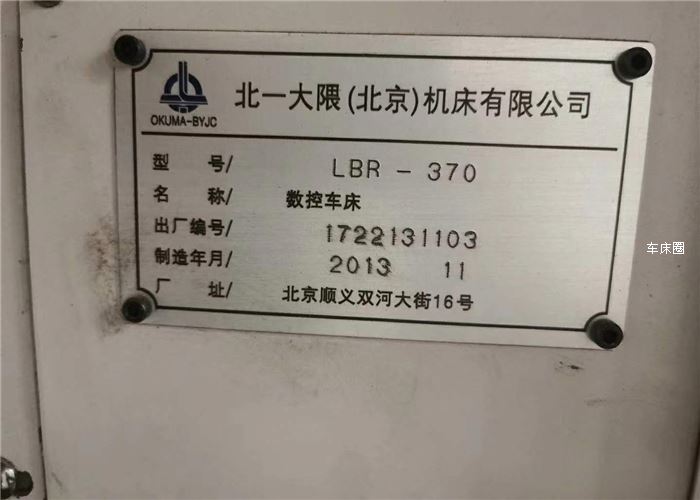 北一大隈(北京)机床有限公司
OKUMA-BYJC
型 号/ LBR - 370
名 称/ 数控车床
出厂编号/ 1722131103
制造年月/ 2013 11
厂 址/ 北京顺义双河大街16号
车床圈